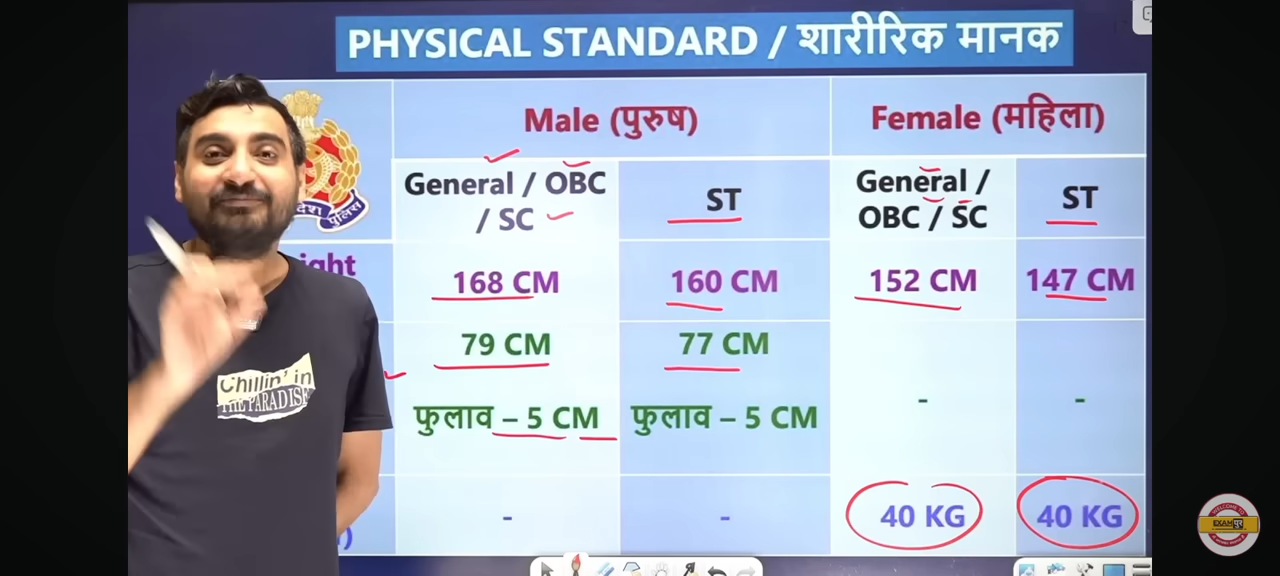 PHYSICAL STANDARD / शारीरिक मानक
Male (पुरुष)
Female (महिला)
General / OBC
/ SC
ST
General /
OBC / SC
ST
पुलिस
168 CM
160 CM
152 CM
147 CM
79 CM
77 CM
फुलाव – 5 CM
फुलाव – 5 CM
-
-
-
-
40 KG
40 KG
Chillin' in
THE PARADISE
EXAM पुर